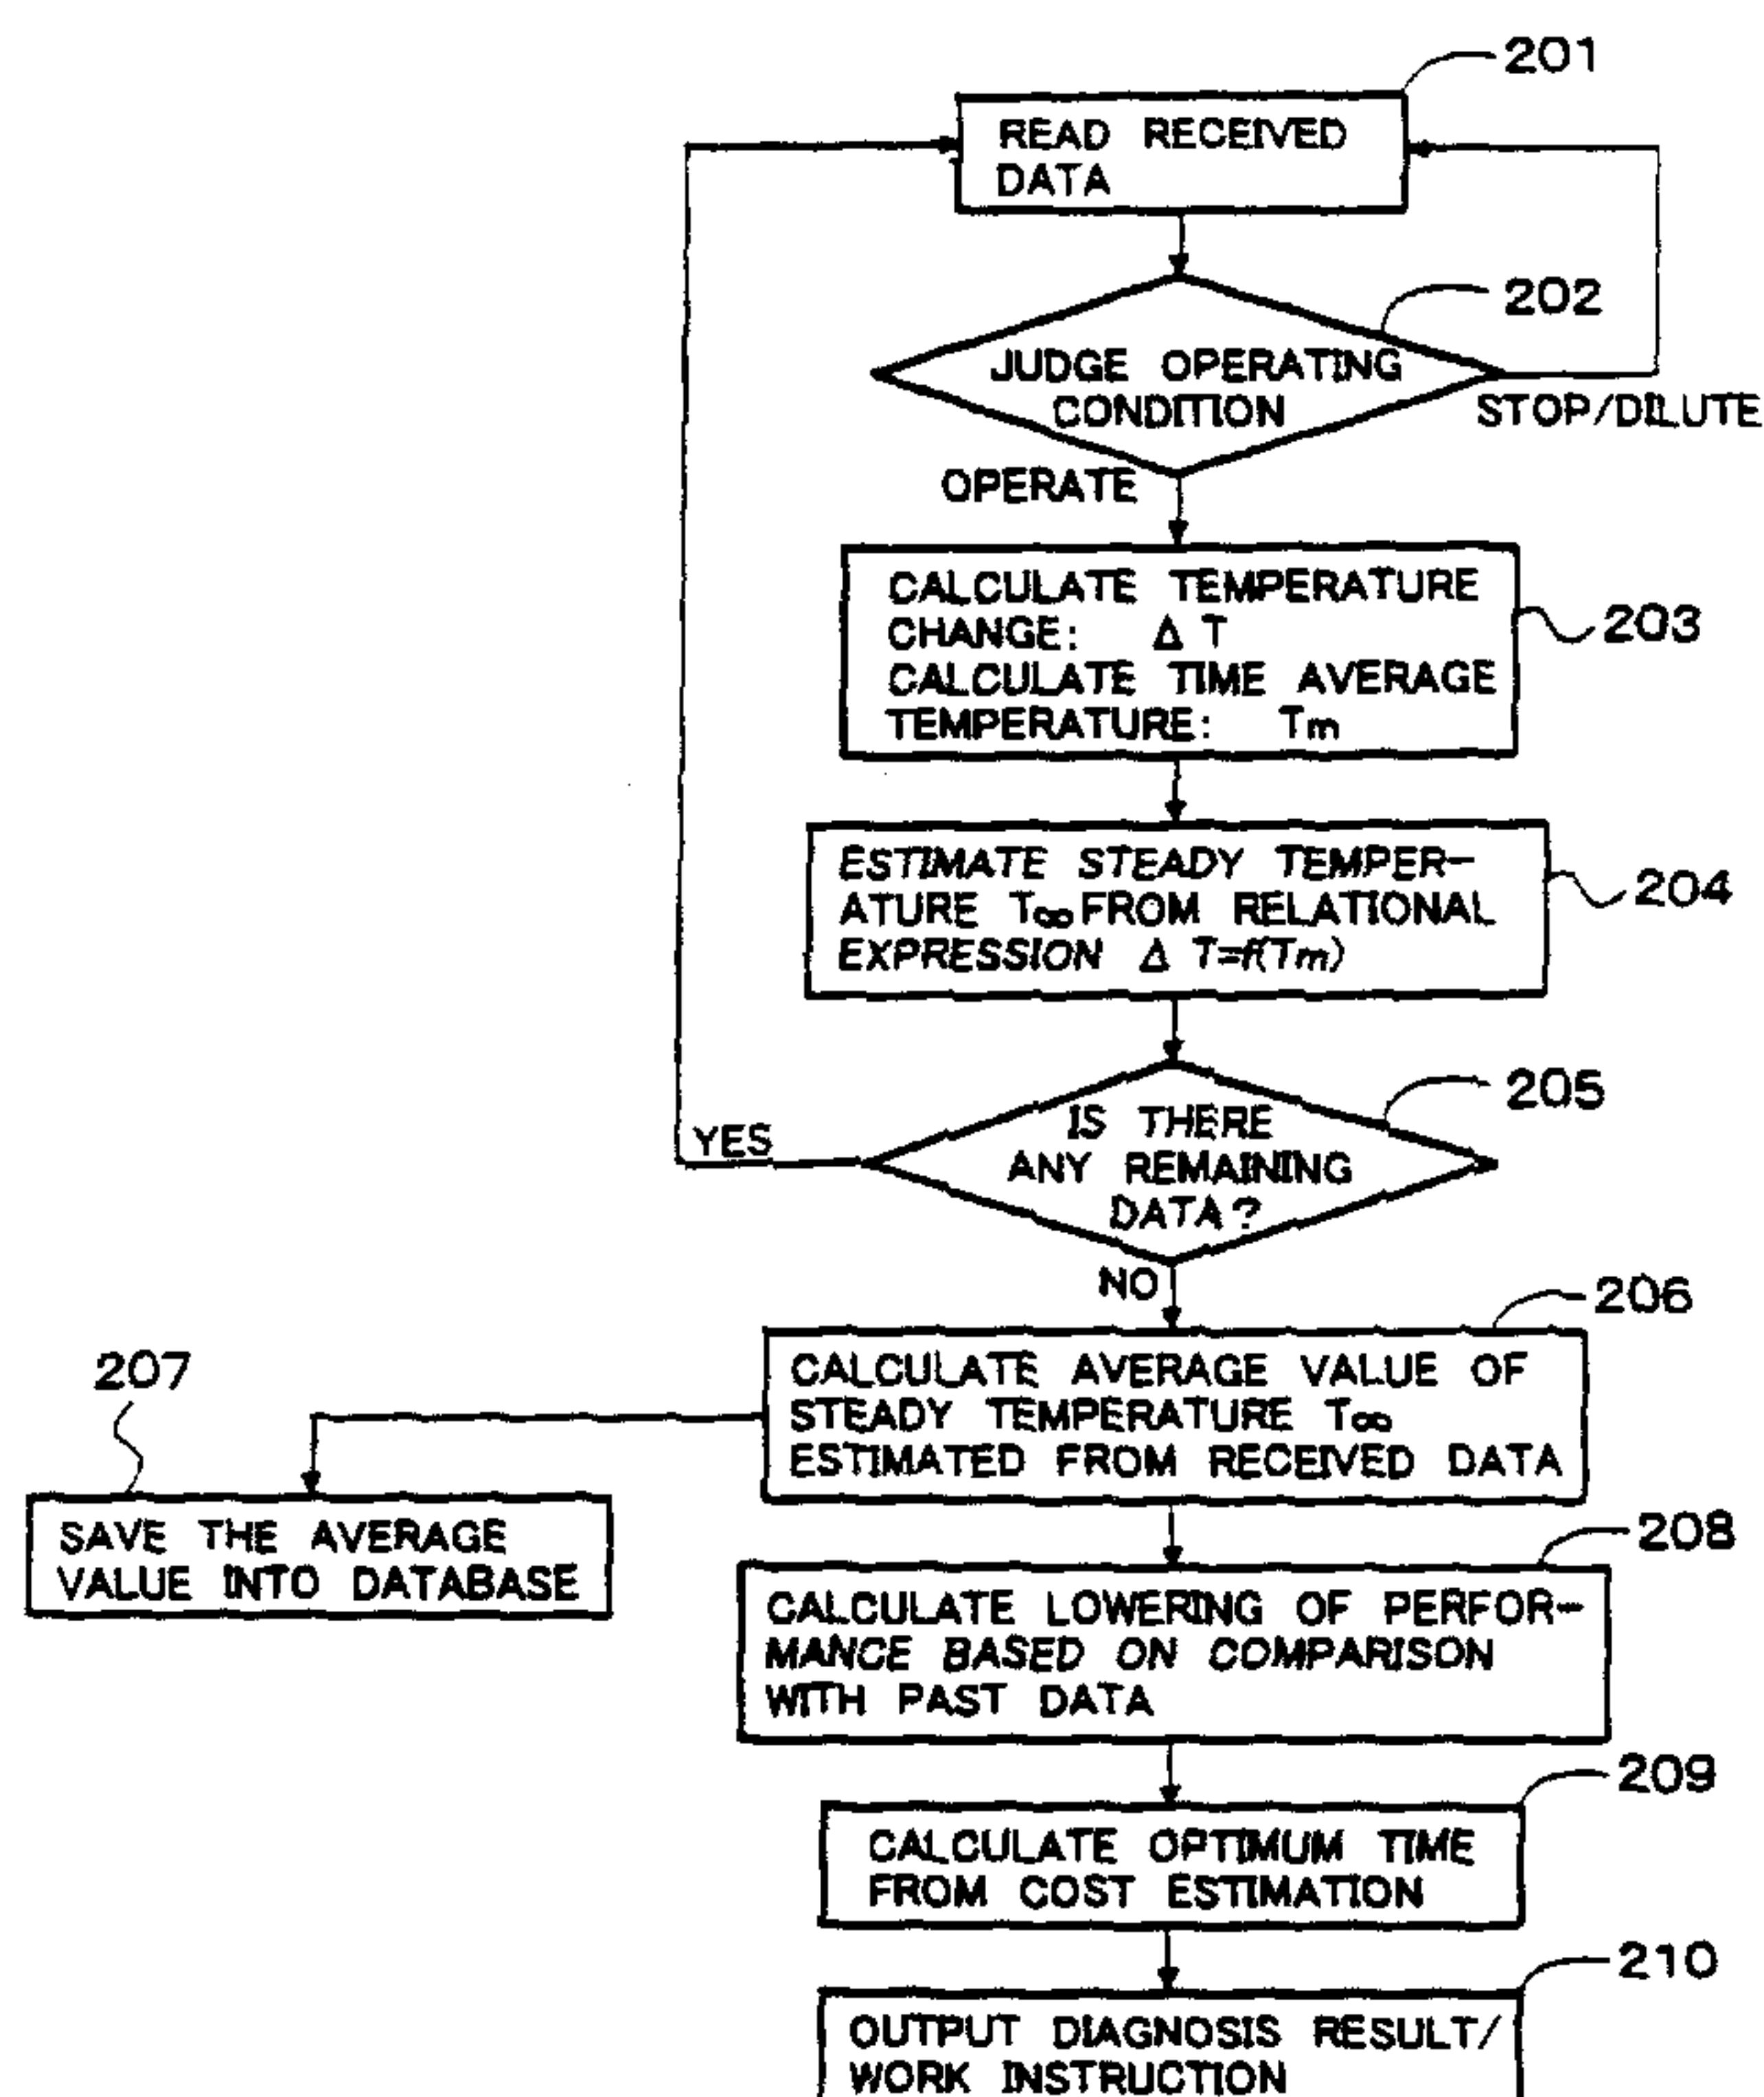 201
READ RECEIVED
DATA
202
JUDGE OPERATING
CONDITION
STOP/DILUTE
OPERATE
CALCULATE TEMPERATURE
CHANGE: Δ T
CALCULATE TIME AVERAGE
TEMPERATURE: Tm
203
ESTIMATE STEADY TEMPER-
ATURE T∞ FROM RELATIONAL
EXPRESSION Δ T=f(Tm)
204
205
IS THERE
ANY REMAINING
DATA?
YES
NO
206
CALCULATE AVERAGE VALUE OF
STEADY TEMPERATURE T∞
ESTIMATED FROM RECEIVED DATA
207
SAVE THE AVERAGE
VALUE INTO DATABASE
208
CALCULATE LOWERING OF PERFOR-
MANCE BASED ON COMPARISON
WITH PAST DATA
209
CALCULATE OPTIMUM TIME
FROM COST ESTIMATION
210
OUTPUT DIAGNOSIS RESULT/
WORK INSTRUCTION